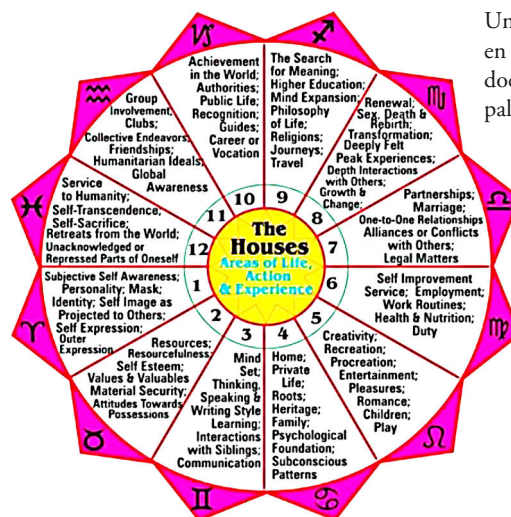 Un
en
doc
pal
The
Houses
Areas of Life,
Action
& Experience
1
Subjective Self Awareness;
Personality; Mask;
Identity; Self Image as
Projected to Others;
Self Expression;
Outer
Expression
2
Resources;
Resourcefulness;
Self Esteem;
Values & Valuables
Material Security;
Attitudes Towards
Possessions
3
Mind
Set;
Thinking,
Speaking &
Writing Style
Learning;
Interactions
with Siblings;
Communication
4
Home;
Private
Life;
Roots;
Heritage;
Family;
Psychological
Foundation;
Subconscious
Patterns
5
Creativity;
Recreation;
Procreation;
Entertainment;
Pleasures;
Romance;
Children;
Play
6
Self Improvement
Service; Employment;
Work Routines;
Health & Nutrition;
Duty
7
Partnerships;
Marriage;
One-to-One Relationships
Alliances or Conflicts
with Others;
Legal Matters
8
Renewal;
Sex, Death &
Rebirth;
Transformation;
Deeply Felt
Peak Experiences;
Depth Interactions
with Others;
Growth &
Change;
9
The Search
for Meaning;
Higher Education;
Mind Expansion;
Philosophy
of Life;
Religions;
Journeys;
Travel
10
Achievement
in the World;
Authorities;
Public Life;
Recognition;
Guides;
Career or
Vocation
11
Group
Involvement;
Clubs;
Collective Endeavors;
Friendships;
Humanitarian Ideals;
Global
Awareness
12
Service
to Humanity;
Self-Transcendence,
Self-Sacrifice;
Retreats from the World;
Unacknowledged or
Repressed Parts of Oneself
♈
♉
♊
♋
♌
♍
♎
♏
♐
♑
♒
♓